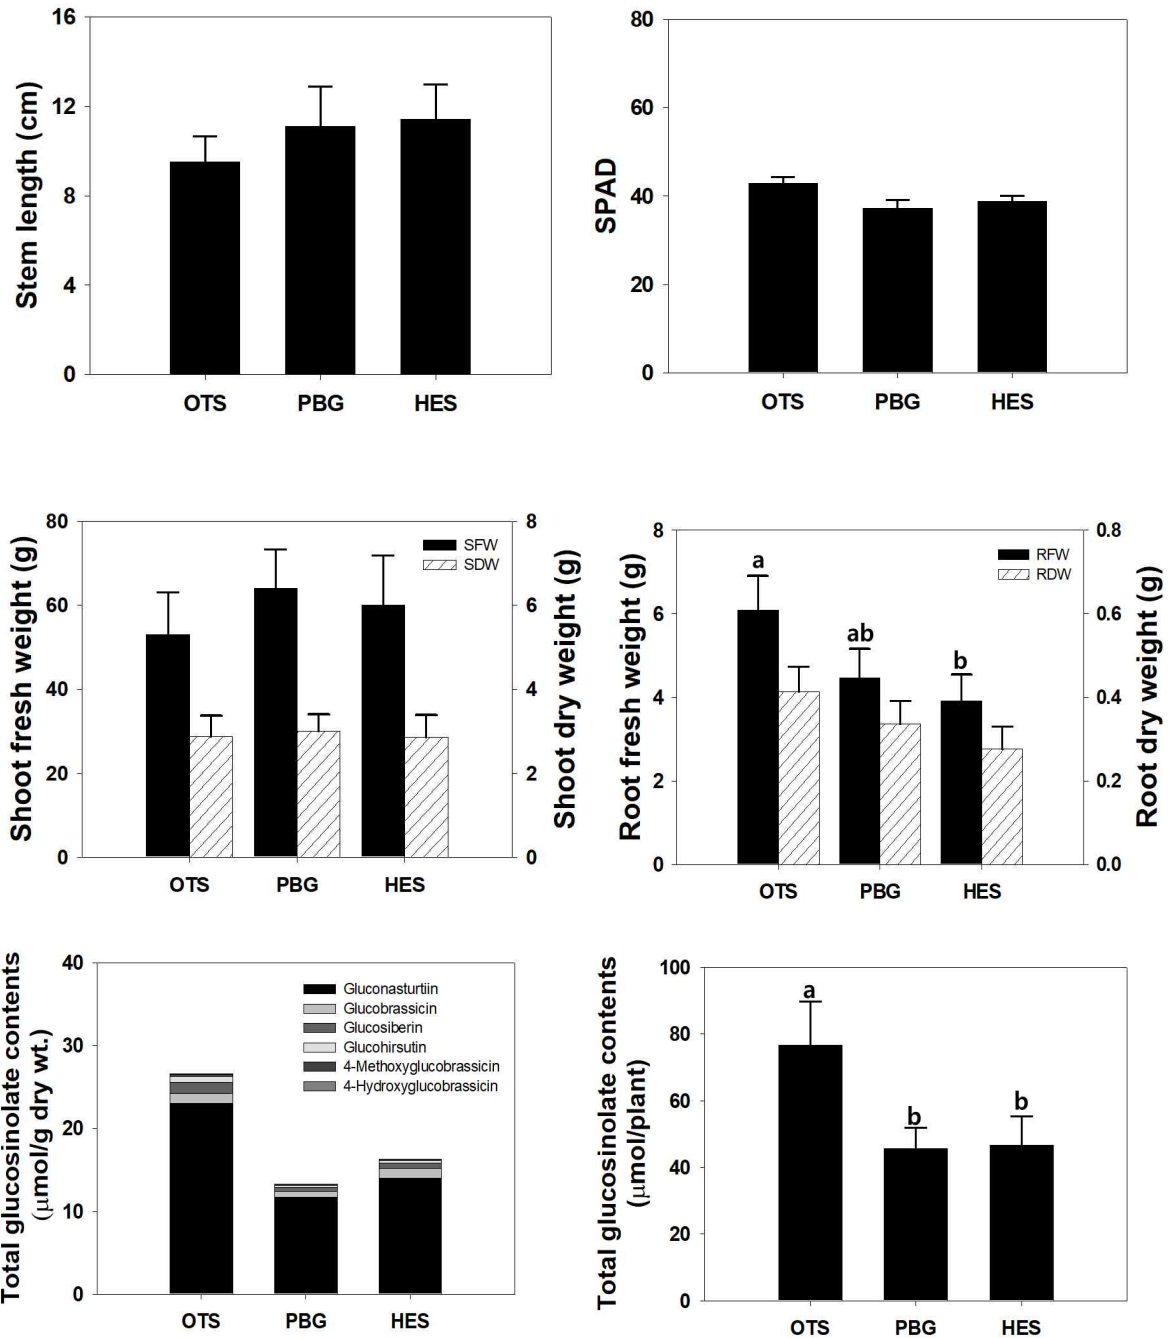 Stem length (cm)
16
12
8
4
0
OTS PBG HES
SPAD
80
60
40
20
0
OTS PBG HES
Shoot fresh weight (g)
80
60
40
20
0
SFW
SDW
8
6
4
2
0
Shoot dry weight (g)
OTS PBG HES
Root fresh weight (g)
8
6
4
2
0
a
ab
b
RFW
RDW
0.8
0.6
0.4
0.2
0.0
Root dry weight (g)
OTS PBG HES
Total glucosinolate contents
(μmol/g dry wt.)
40
30
20
10
0
Gluconasturtiin
Glucobrassicin
Glucosiberin
Glucohirsutin
4-Methoxyglucobrassicin
4-Hydroxyglucobrassicin
OTS PBG HES
Total glucosinolate contents
(μmol/plant)
100
80
60
40
20
0
a
b
b
OTS PBG HES